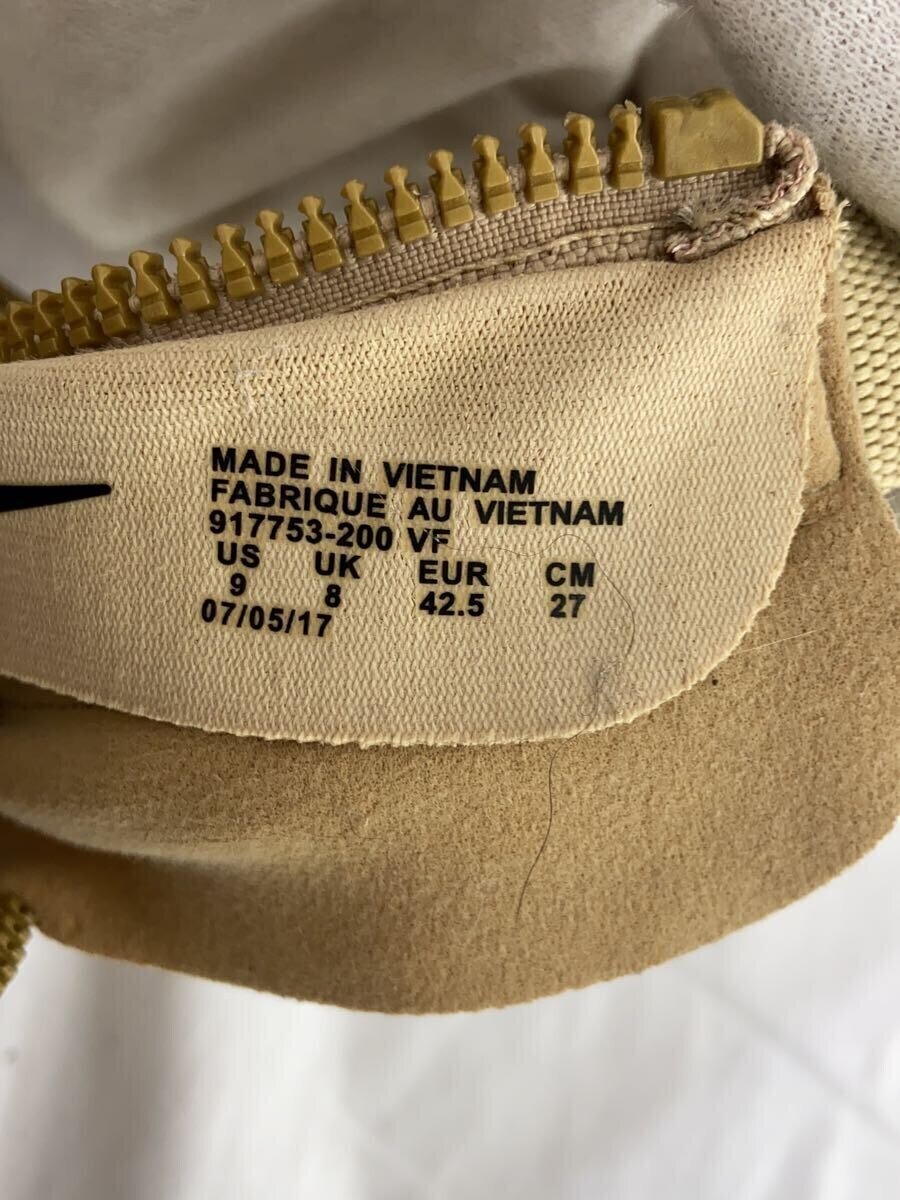 MADE IN VIETNAM
FABRIQUE AU VIETNAM
917753-200 VF
US UK EUR CM
9 8 42.5 27
07/05/17